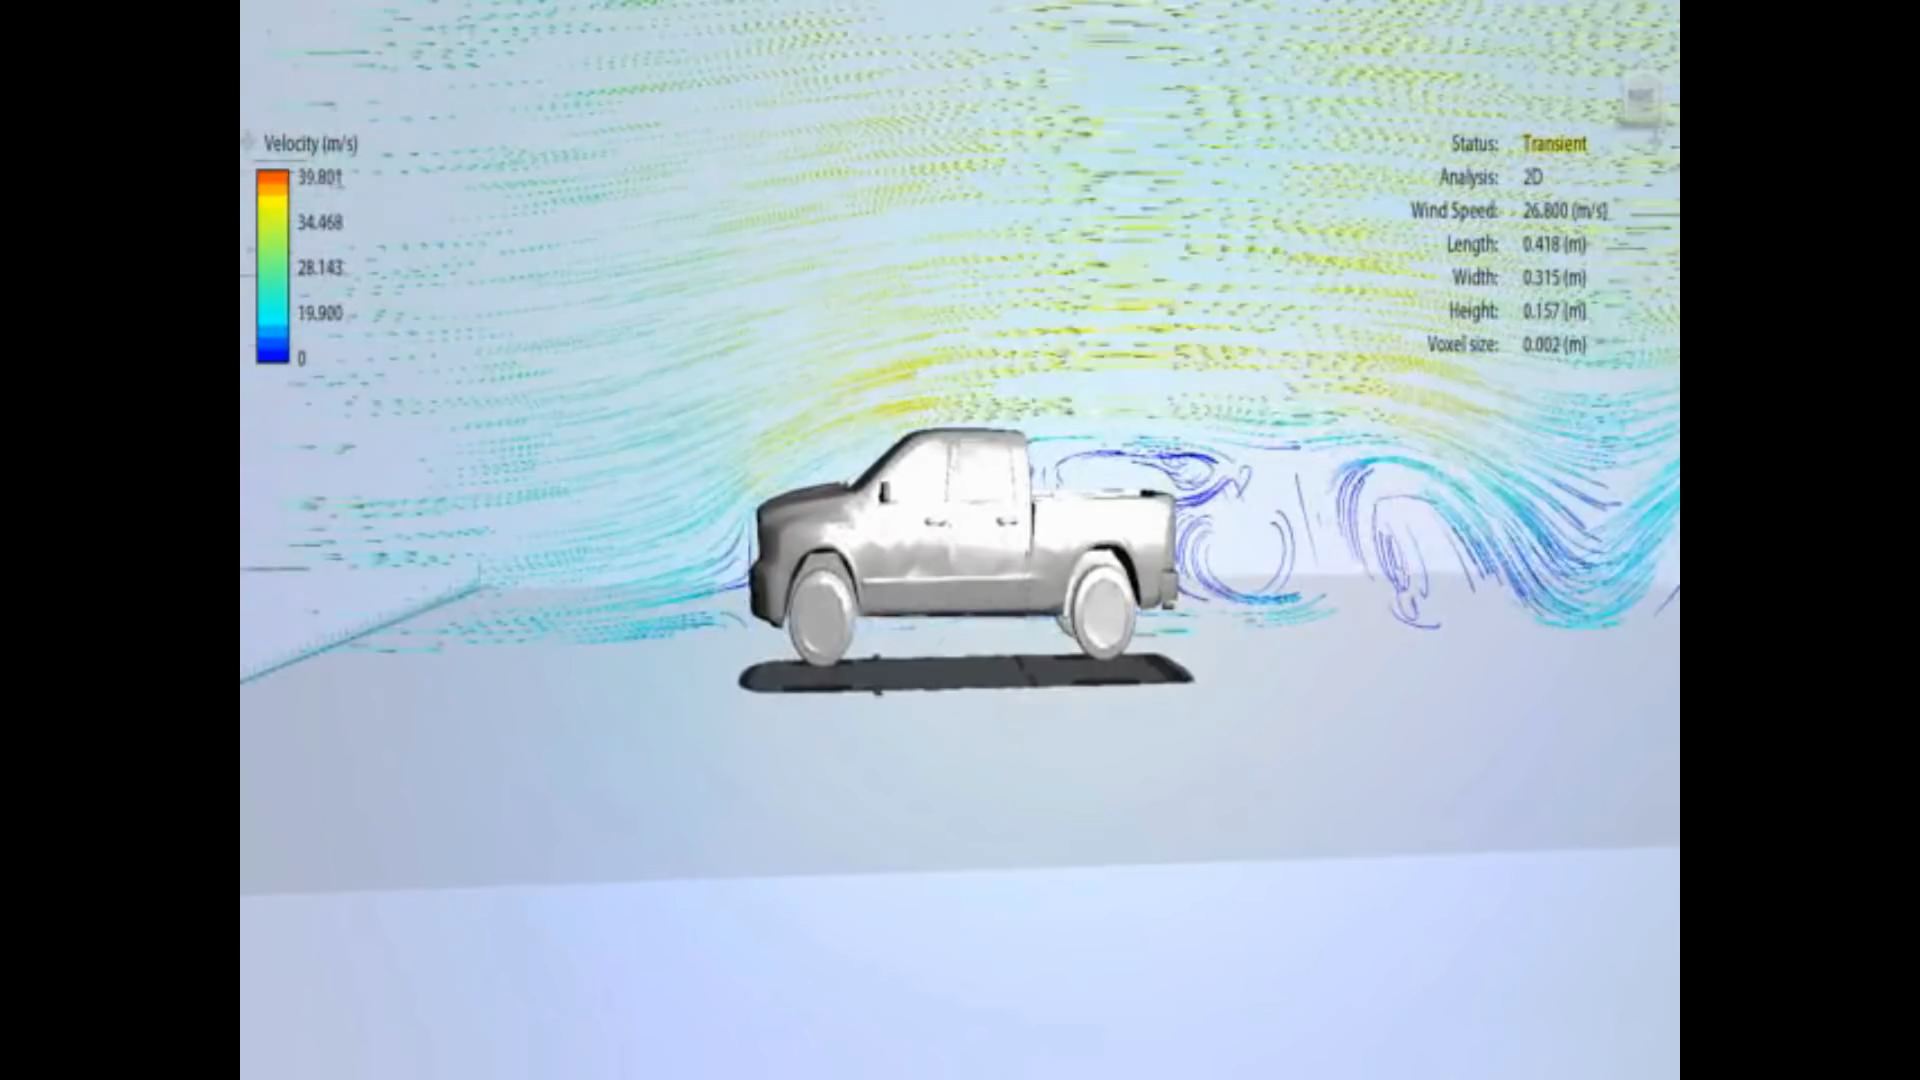 Velocity (m/s)
39.801
34.468
28.143
19.900
0
Status: Transient
Analysis: 2D
Wind Speed: 26.800 (m/s)
Length: 0.418 (m)
Width: 0.315 (m)
Height: 0.157 (m)
Voxel size: 0.002 (m)